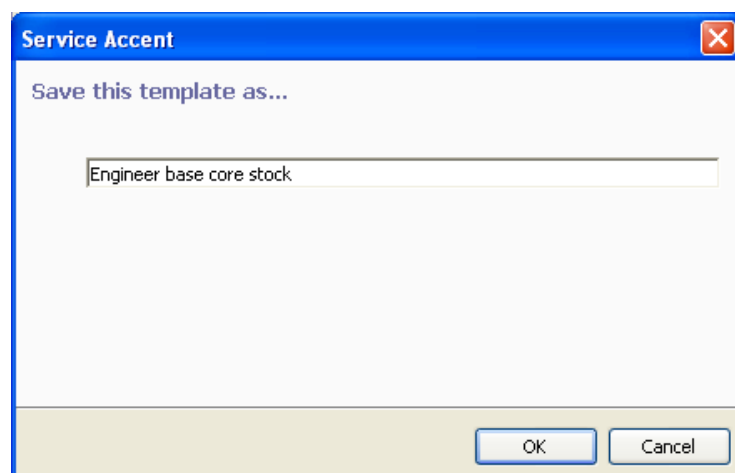 Service Accent
Save this template as...
Engineer base core stock
OK
Cancel